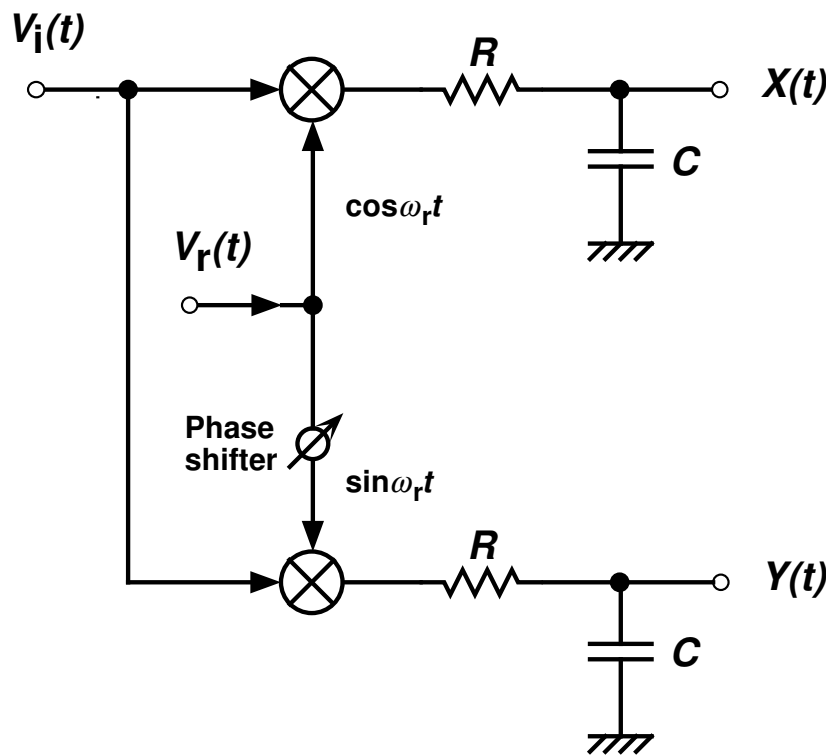 Vi(t)
R
X(t)
C
cosωrt
Vr(t)
Phase
shifter
sinωrt
R
Y(t)
C